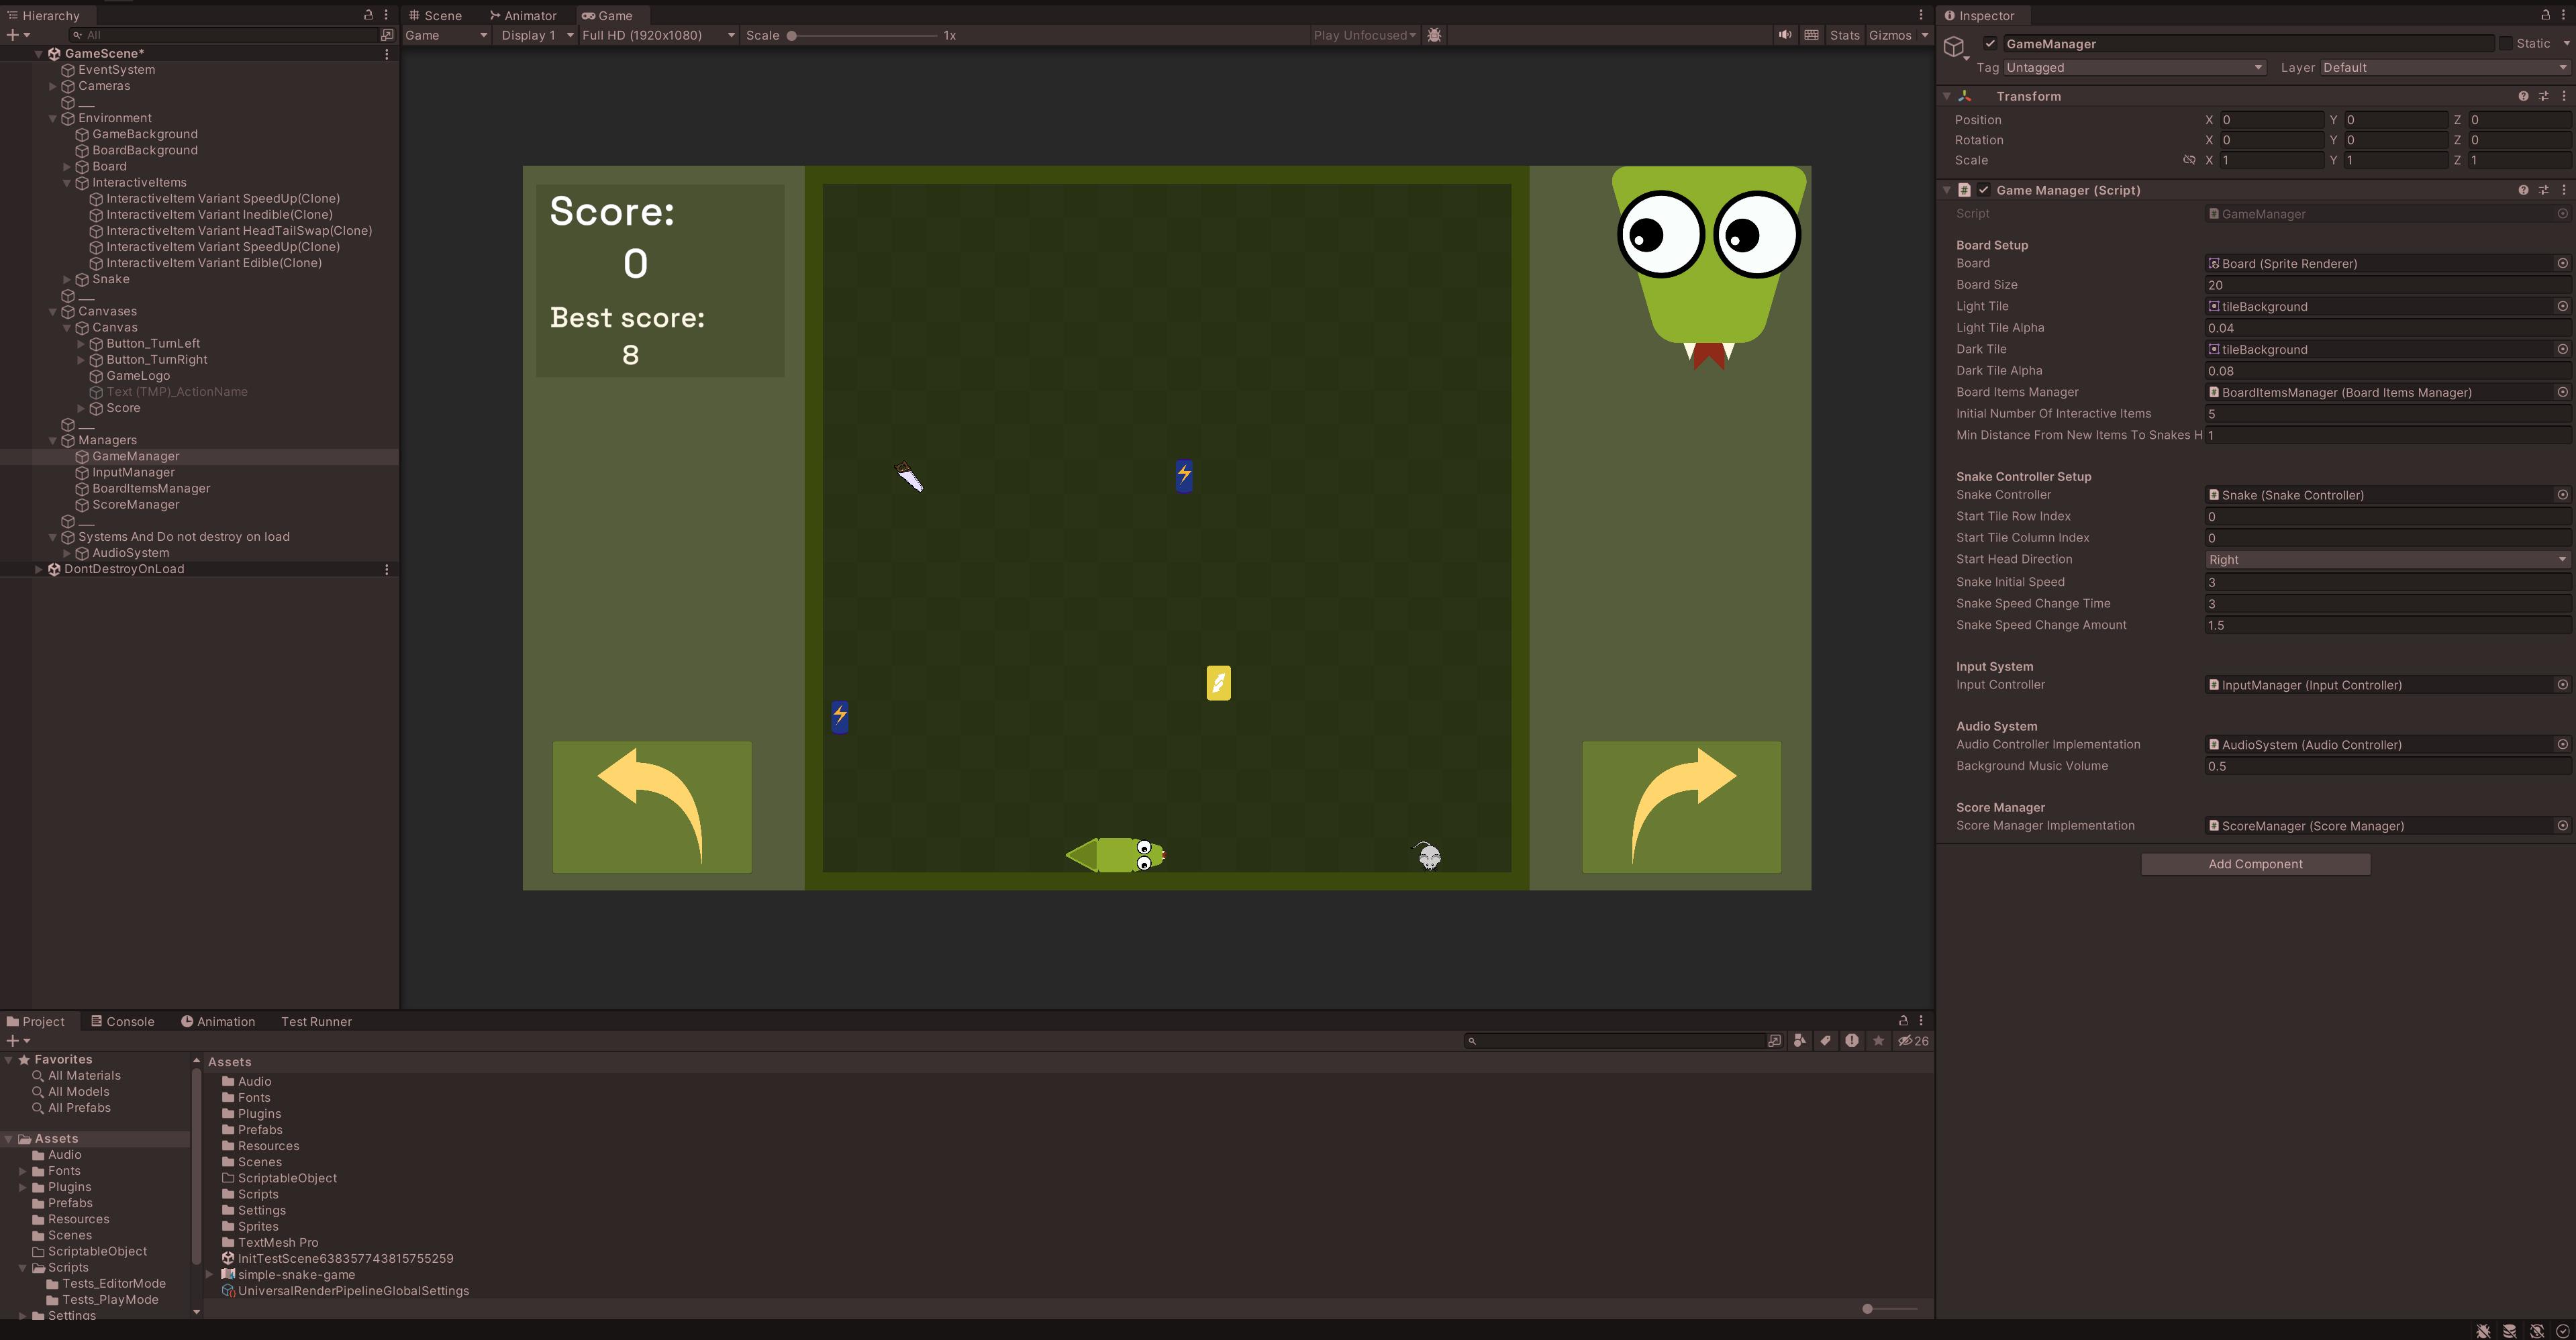 Hierarchy
All
GameScene*
EventSystem
Cameras
___
Environment
GameBackground
BoardBackground
Board
InteractiveItems
InteractiveItem Variant SpeedUp(Clone)
InteractiveItem Variant Inedible(Clone)
InteractiveItem Variant HeadTailSwap(Clone)
InteractiveItem Variant SpeedUp(Clone)
InteractiveItem Variant Edible(Clone)
Snake
___
Canvases
Canvas
Button_TurnLeft
Button_TurnRight
GameLogo
Text (TMP)_ActionName
Score
___
Managers
GameManager
InputManager
BoardItemsManager
ScoreManager
___
Systems And Do not destroy on load
AudioSystem
DontDestroyOnLoad
Scene Animator Game
Game Display 1 Full HD (1920x1080) Scale 1x Play Unfocused Stats Gizmos
Score:
0
Best score:
8
Inspector
GameManager Static
Tag Untagged Layer Default
Transform
Position X 0 Y 0 Z 0
Rotation X 0 Y 0 Z 0
Scale X 1 Y 1 Z 1
Game Manager (Script)
Script GameManager
Board Setup
Board Board (Sprite Renderer)
Board Size 20
Light Tile tileBackground
Light Tile Alpha 0.04
Dark Tile tileBackground
Dark Tile Alpha 0.08
Board Items Manager BoardItemsManager (Board Items Manager)
Initial Number Of Interactive Items 5
Min Distance From New Items To Snakes H 1
Snake Controller Setup
Snake Controller Snake (Snake Controller)
Start Tile Row Index 0
Start Tile Column Index 0
Start Head Direction Right
Snake Initial Speed 3
Snake Speed Change Time 3
Snake Speed Change Amount 1.5
Input System
Input Controller InputManager (Input Controller)
Audio System
Audio Controller Implementation AudioSystem (Audio Controller)
Background Music Volume 0.5
Score Manager
Score Manager Implementation ScoreManager (Score Manager)
Add Component
Project Console Animation Test Runner
26
Favorites
All Materials
All Models
All Prefabs
Assets
Audio
Fonts
Plugins
Prefabs
Resources
Scenes
ScriptableObject
Scripts
Tests_EditorMode
Tests_PlayMode
Settings
Assets
Audio
Fonts
Plugins
Prefabs
Resources
Scenes
ScriptableObject
Scripts
Settings
Sprites
TextMesh Pro
InitTestScene638357743815755259
simple-snake-game
UniversalRenderPipelineGlobalSettings